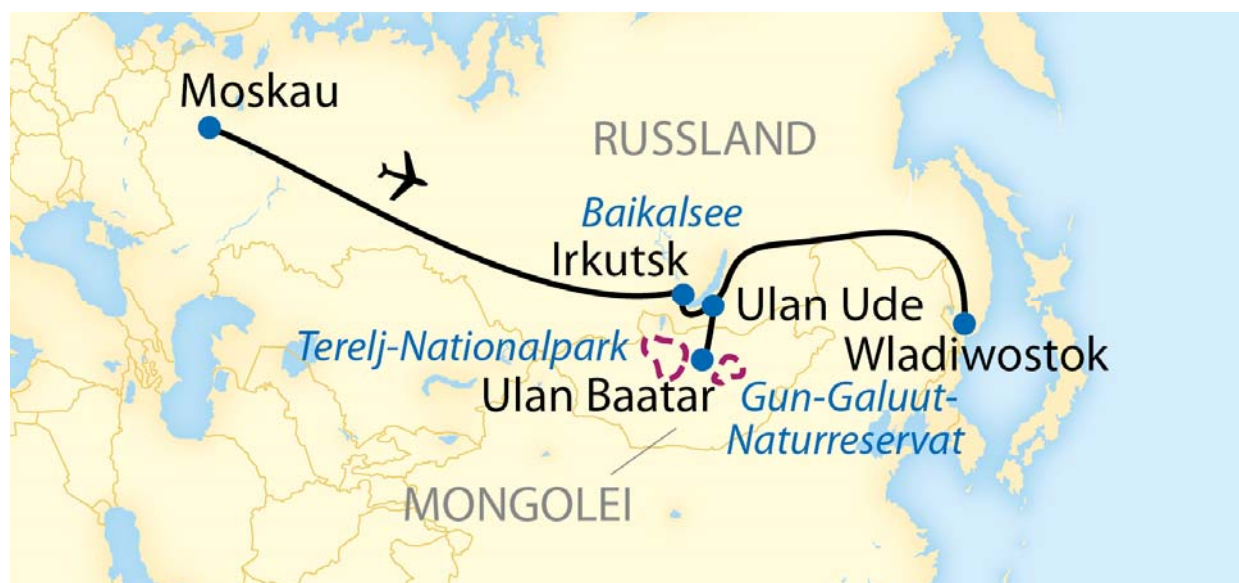 Moskau
RUSSLAND
Baikalsee
Irkutsk
Ulan Ude
Terelj-Nationalpark
Wladiwostok
Ulan Baatar
Gun-Galuut-
Naturreservat
MONGOLEI